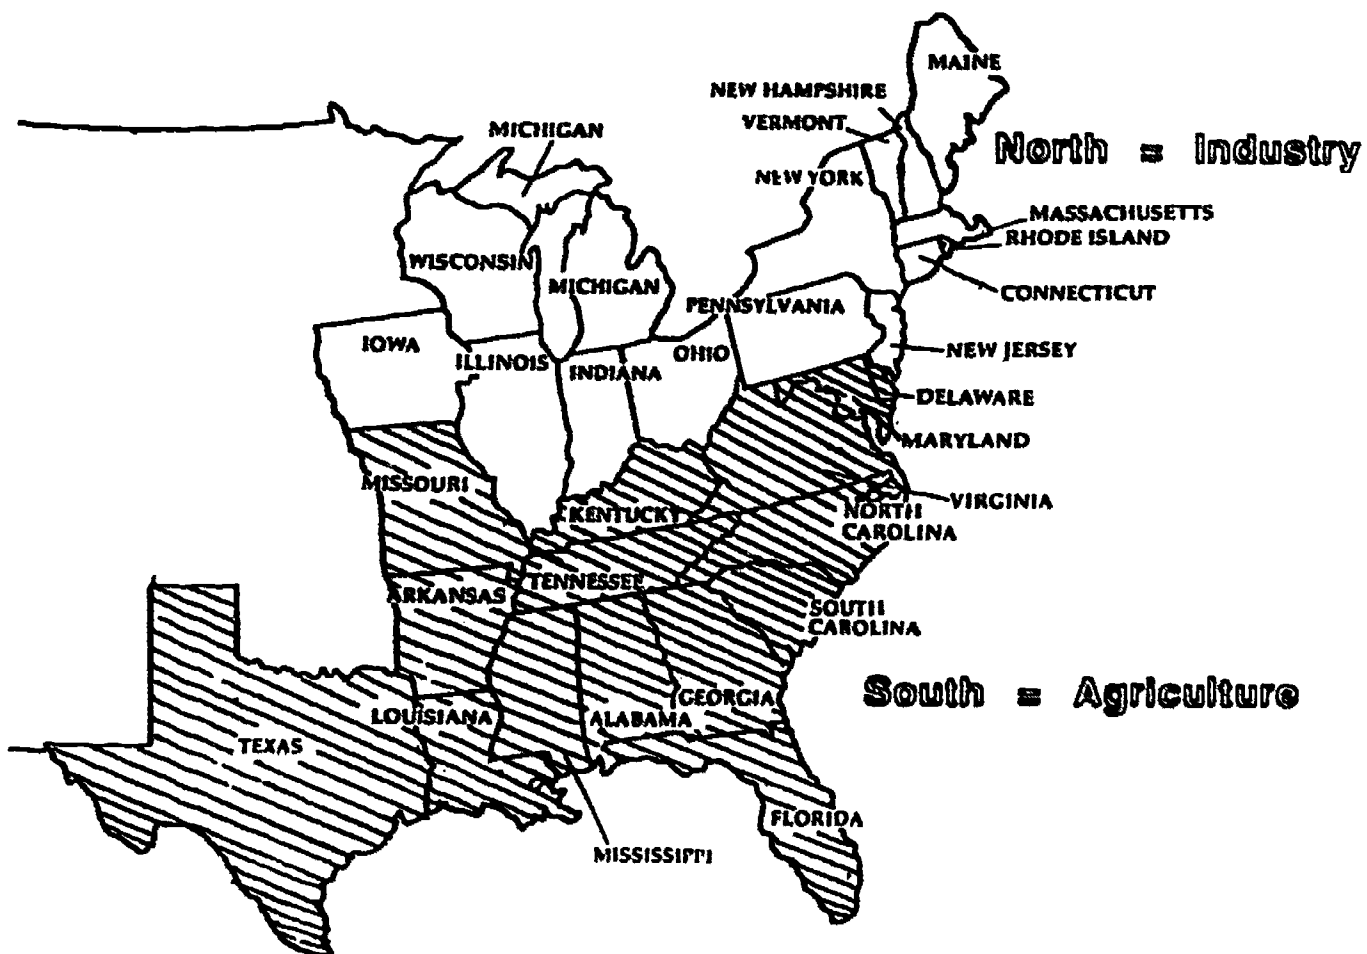 MAINE
NEW HAMPSHIRE
VERMONT
MICHIGAN
North = Industry
NEW YORK
MASSACHUSETTS
RHODE ISLAND
WISCONSIN
MICHIGAN
CONNECTICUT
PENNSYLVANIA
IOWA
ILLINOIS
OHIO
NEW JERSEY
INDIANA
DELAWARE
MARYLAND
MISSOURI
VIRGINIA
KENTUCKY
NORTH
CAROLINA
TENNESSEE
ARKANSAS
SOUTH
CAROLINA
GEORGIA
South = Agriculture
LOUISIANA
ALABAMA
TEXAS
FLORIDA
MISSISSIPPI